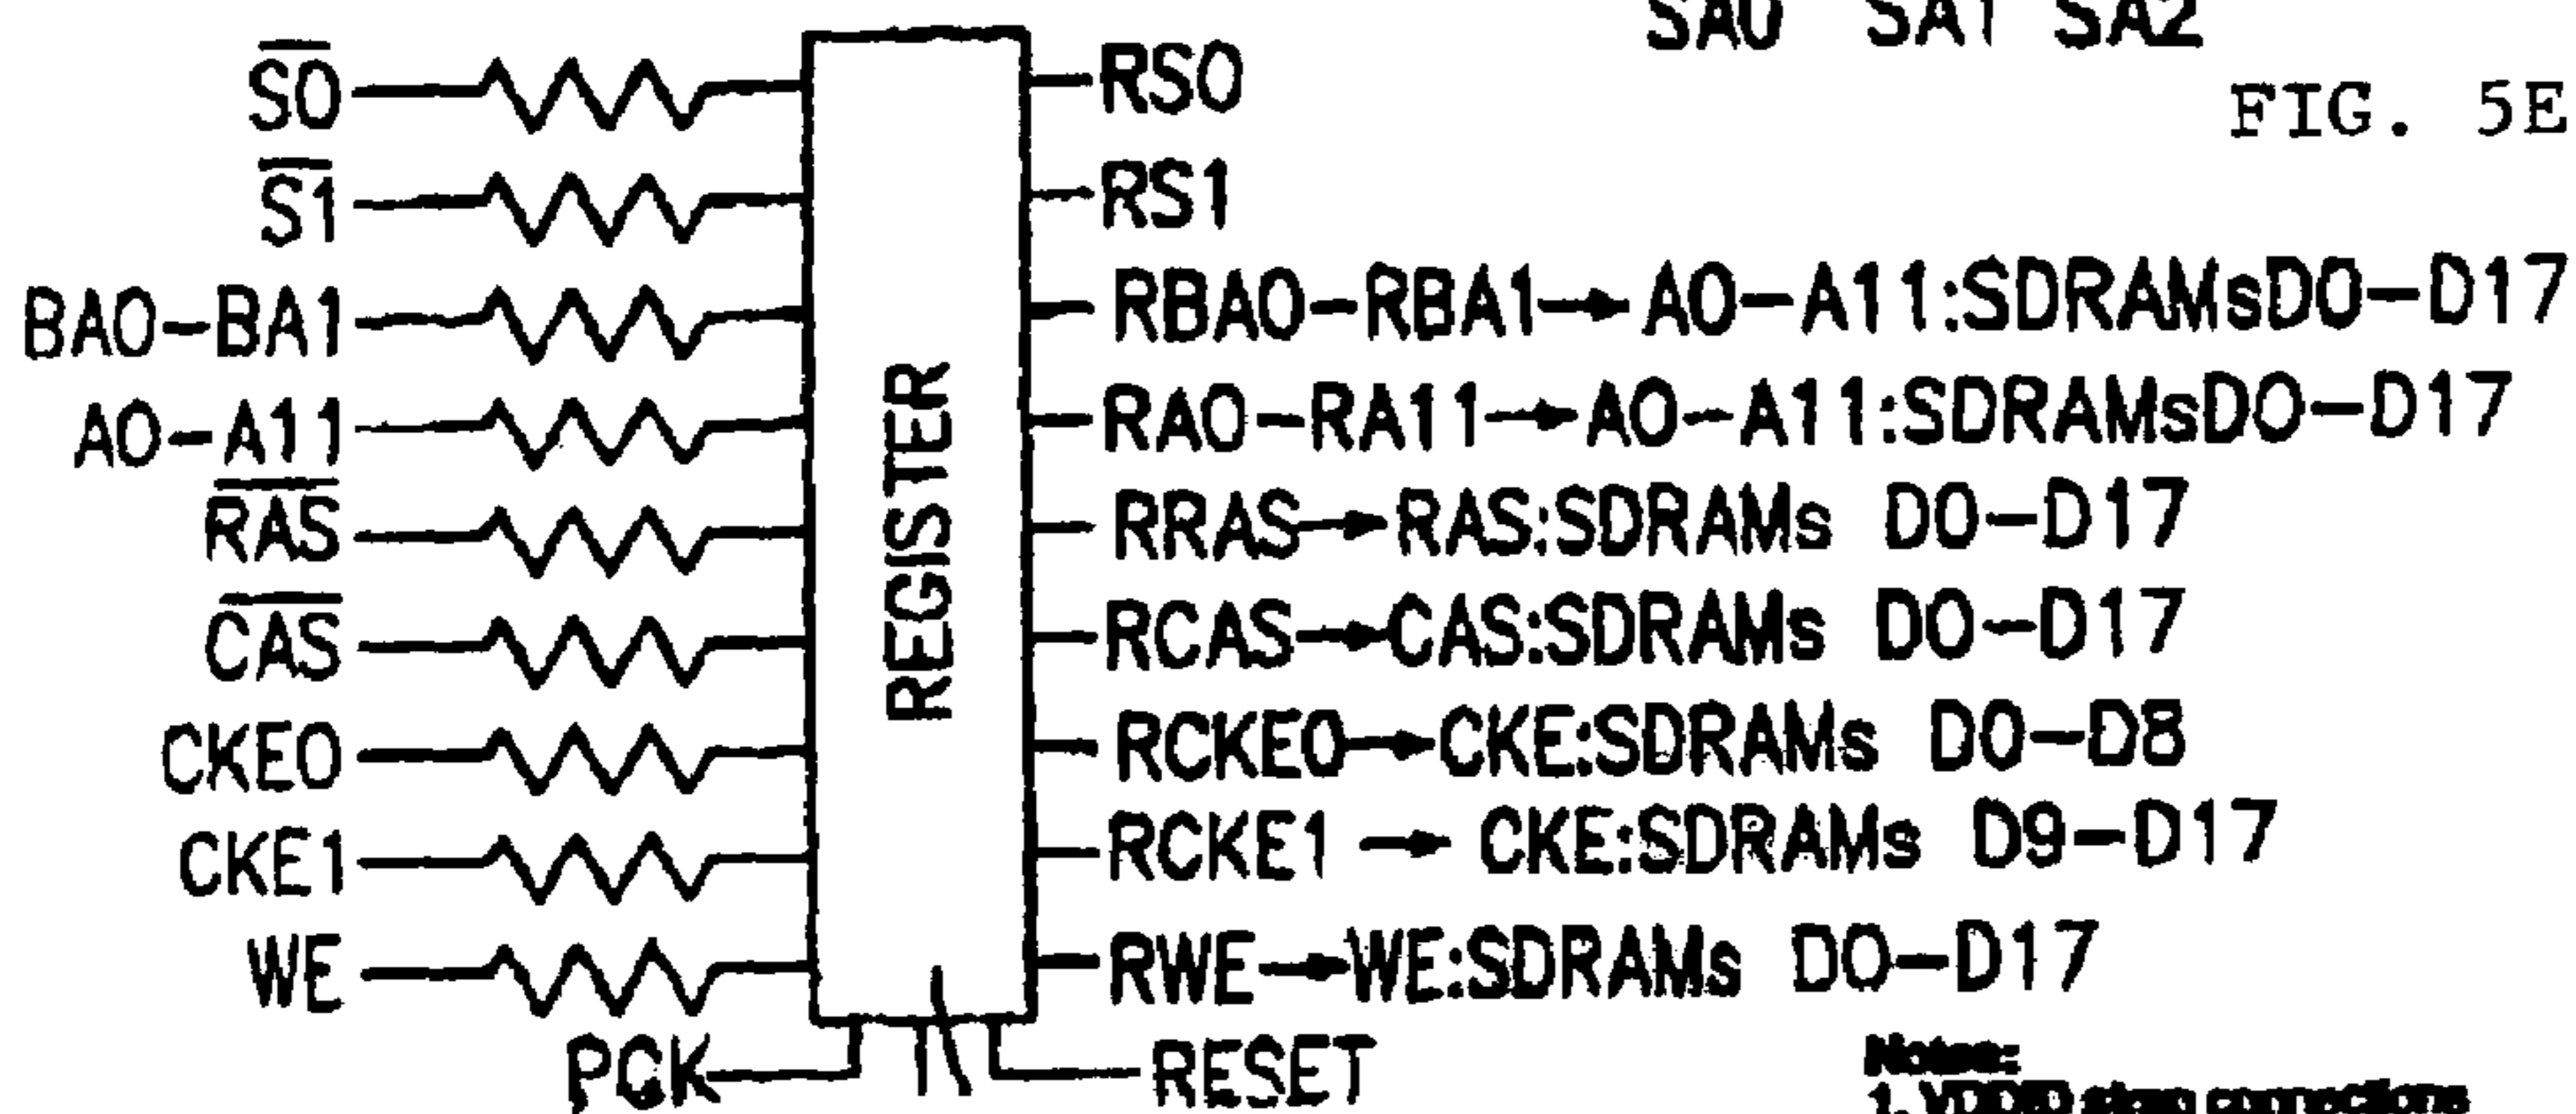 SA0 SA1 SA2
FIG. 5E
S0
RS0
S1
RS1
BA0-BA1
RBA0-RBA1→A0-A11:SDRAMsD0-D17
A0-A11
RA0-RA11→A0-A11:SDRAMsD0-D17
RAS
RRAS→RAS:SDRAMs D0-D17
CAS
RCAS→CAS:SDRAMs D0-D17
CKE0
RCKE0→CKE:SDRAMs D0-D8
CKE1
RCKE1→CKE:SDRAMs D9-D17
WE
RWE→WE:SDRAMs D0-D17
REGISTER
PCK
RESET
Notes:
1. connections